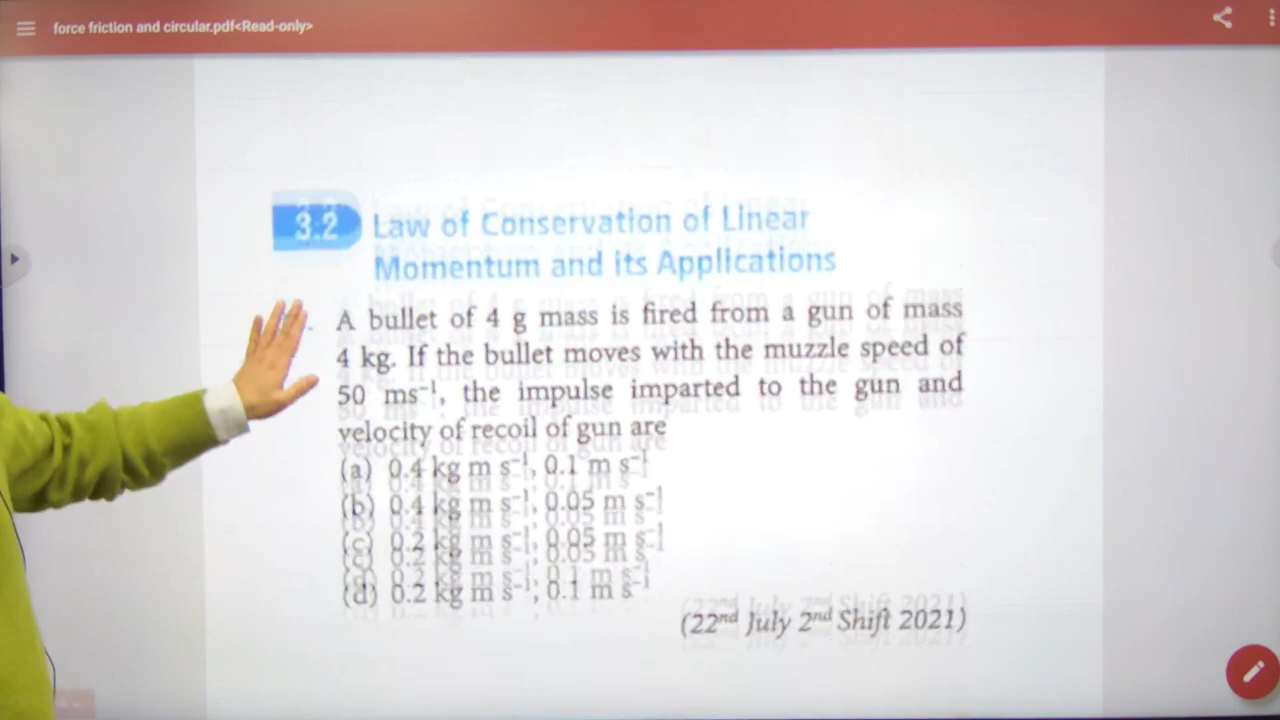 force friction and circular.pdf<Read-only>
3.2 Law of Conservation of Linear
Momentum and its Applications
A bullet of 4 g mass is fired from a gun of mass
4 kg. If the bullet moves with the muzzle speed of
50 ms⁻¹, the impulse imparted to the gun and
velocity of recoil of gun are
(a) 0.4 kg m s⁻¹, 0.1 m s⁻¹
(b) 0.4 kg m s⁻¹, 0.05 m s⁻¹
(c) 0.2 kg m s⁻¹, 0.05 m s⁻¹
(d) 0.2 kg m s⁻¹, 0.1 m s⁻¹
(22nd July 2nd Shift 2021)